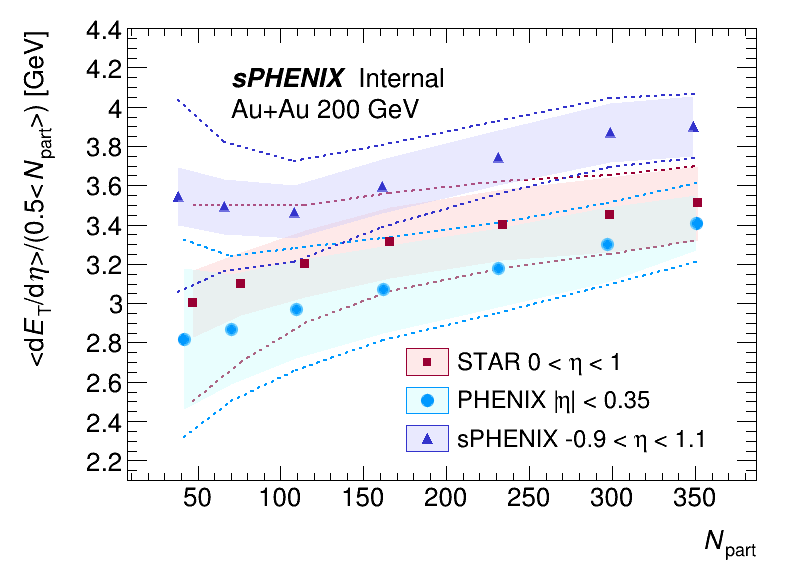 <dE_T/dη>/(0.5<N_part>) [GeV]
4.4
4.2
4
3.8
3.6
3.4
3.2
3
2.8
2.6
2.4
2.2
sPHENIX Internal
Au+Au 200 GeV
STAR 0 < η < 1
PHENIX |η| < 0.35
sPHENIX -0.9 < η < 1.1
50 100 150 200 250 300 350
N_part